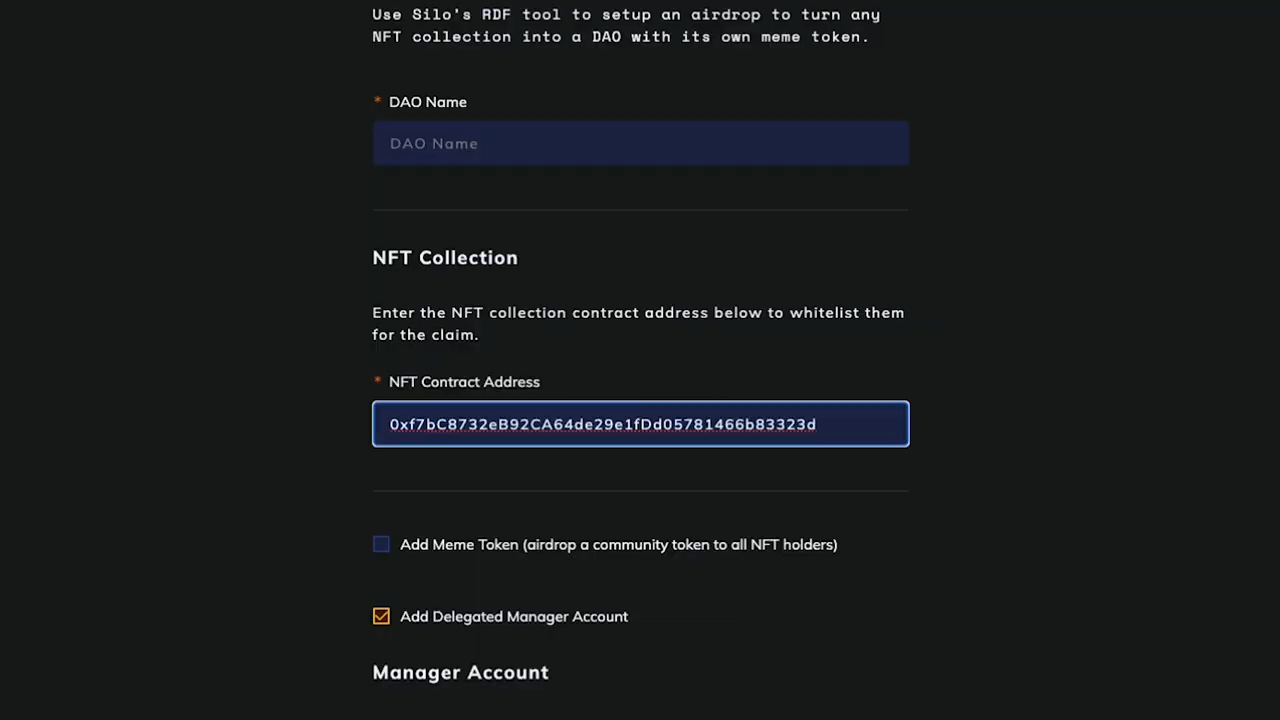 Use Silo's RDF tool to setup an airdrop to turn any
NFT collection into a DAO with its own meme token.
* DAO Name
DAO Name
NFT Collection
Enter the NFT collection contract address below to whitelist them
for the claim.
* NFT Contract Address
0xf7bC8732eB92CA64de29e1fDd05781466b83323d
Add Meme Token (airdrop a community token to all NFT holders)
Add Delegated Manager Account
Manager Account